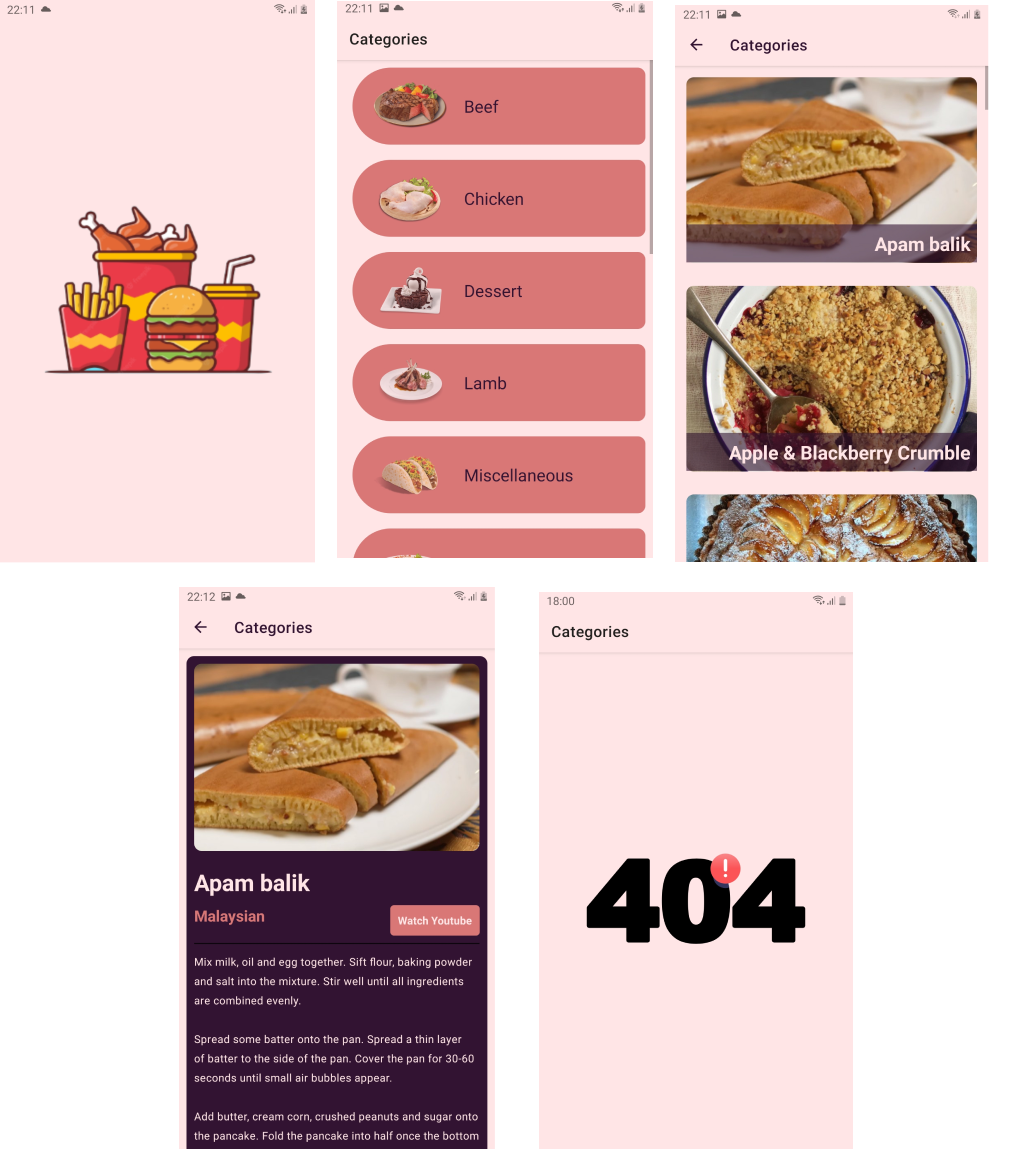 22:11
22:11
Categories
Beef
Chicken
Dessert
Lamb
Miscellaneous
22:11
Categories
Apam balik
Apple & Blackberry Crumble
22:12
Categories
Apam balik
Malaysian
Watch Youtube
Mix milk, oil and egg together. Sift flour, baking powder
and salt into the mixture. Stir well until all ingredients
are combined evenly.
Spread some batter onto the pan. Spread a thin layer
of batter to the side of the pan. Cover the pan for 30-60
seconds until small air bubbles appear.
Add butter, cream corn, crushed peanuts and sugar onto
the pancake. Fold the pancake into half once the bottom
18:00
Categories
404
!